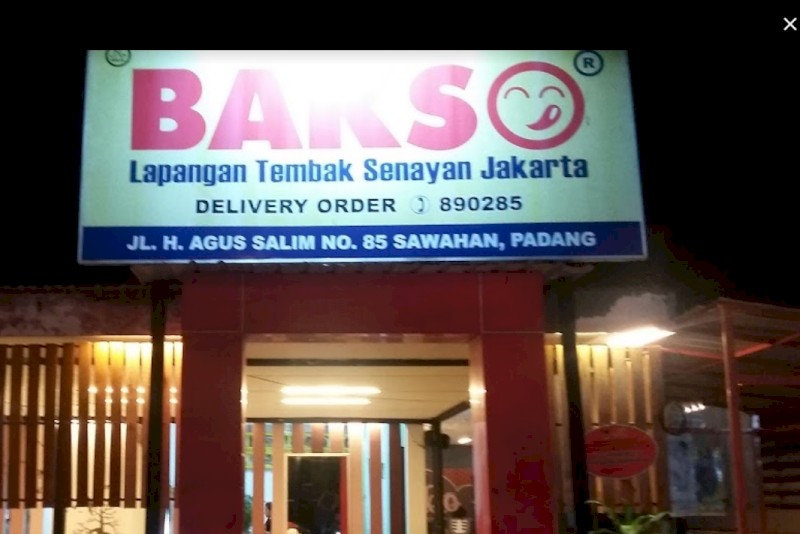 BAKSO ®
Lapangan Tembak Senayan Jakarta
DELIVERY ORDER 890285
JL. H. AGUS SALIM NO. 85 SAWAHAN, PADANG